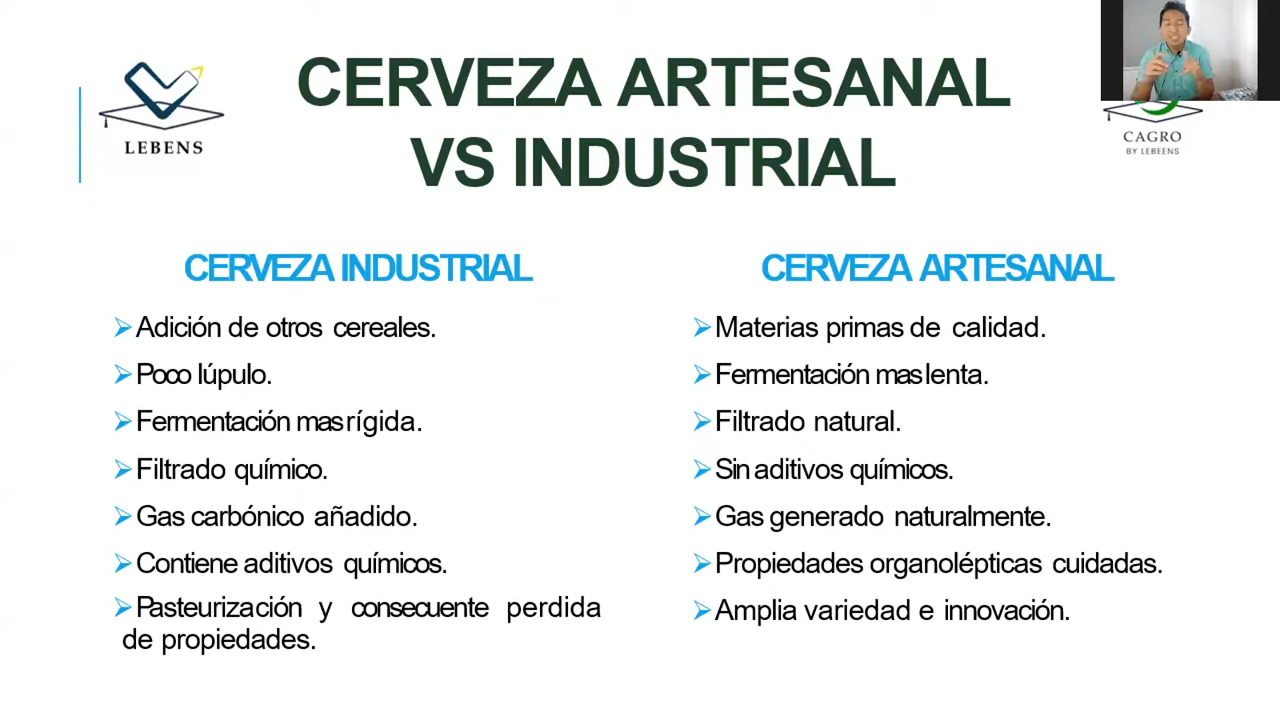 CERVEZA ARTESANAL
VS INDUSTRIAL
LEBENS
CAGRO
BY LEBEENS
CERVEZA INDUSTRIAL
Adición de otros cereales.
Poco lúpulo.
Fermentación mas rígida.
Filtrado químico.
Gas carbónico añadido.
Contiene aditivos químicos.
Pasteurización y consecuente perdida
de propiedades.
CERVEZA ARTESANAL
Materias primas de calidad.
Fermentación mas lenta.
Filtrado natural.
Sin aditivos químicos.
Gas generado naturalmente.
Propiedades organolépticas cuidadas.
Amplia variedad e innovación.